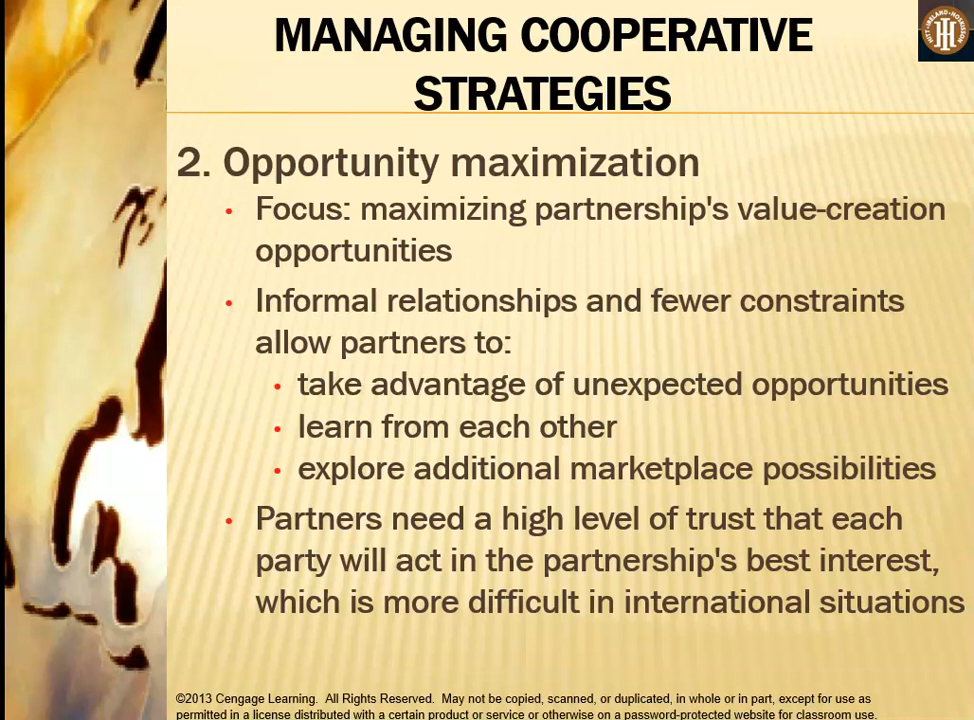 MANAGING COOPERATIVE
STRATEGIES
HITT•IRELAND•HOSKISSON
2. Opportunity maximization
• Focus: maximizing partnership's value-creation
opportunities
• Informal relationships and fewer constraints
allow partners to:
• take advantage of unexpected opportunities
• learn from each other
• explore additional marketplace possibilities
• Partners need a high level of trust that each
party will act in the partnership's best interest,
which is more difficult in international situations
©2013 Cengage Learning. All Rights Reserved. May not be copied, scanned, or duplicated, in whole or in part, except for use as
permitted in a license distributed with a certain product or service or otherwise on a password-protected website for classroom use.